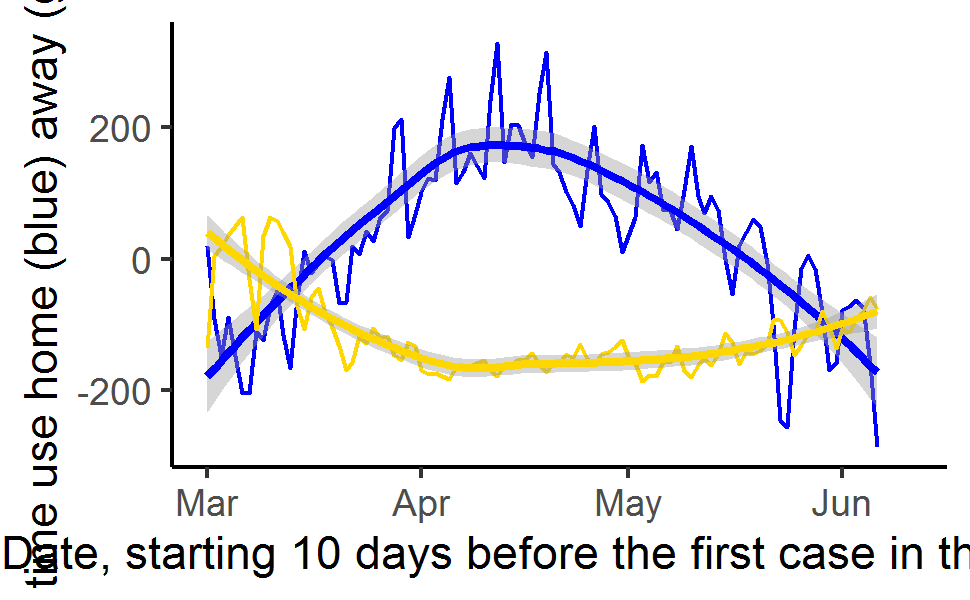 time use home (blue) away (
200
0
-200
Mar Apr May Jun
Date, starting 10 days before the first case in th